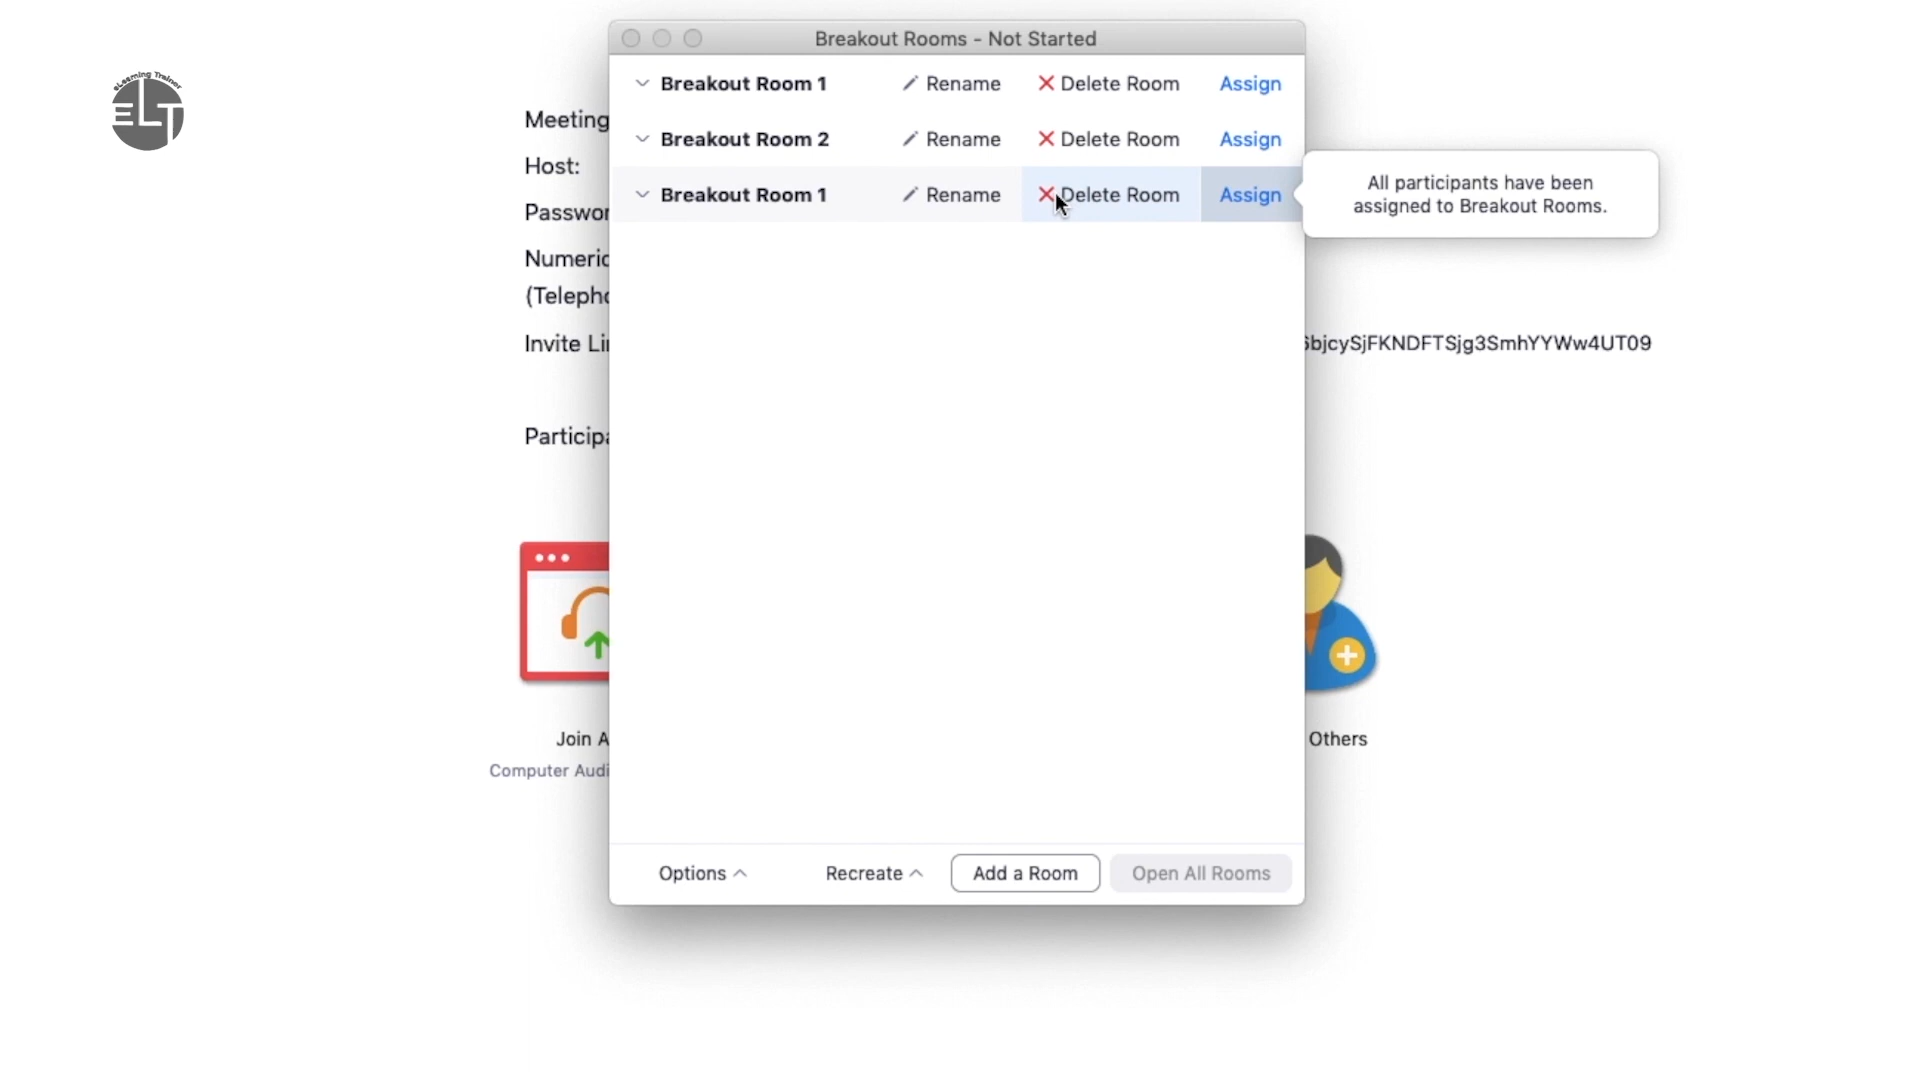 Breakout Rooms - Not Started
eLearning Trainer
ELT
Breakout Room 1 Rename Delete Room Assign
Breakout Room 2 Rename Delete Room Assign
Breakout Room 1 Rename Delete Room Assign
All participants have been
assigned to Breakout Rooms.
Meeting
Host:
Passwor
Numeric
(Telepho
Invite Li
bjcySjFKNDFTSjg3SmhYYWw4UT09
Particip
Join A
Computer Audi
Others
Options Recreate Add a Room Open All Rooms